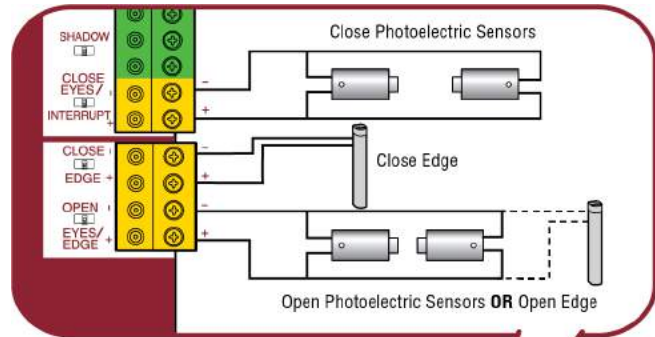 SHADOW
Close Photoelectric Sensors
CLOSE
EYES/ -
INTERRUPT +
-
+
CLOSE -
EDGE +
-
+
Close Edge
OPEN -
EYES/ +
EDGE
-
+
Open Photoelectric Sensors OR Open Edge